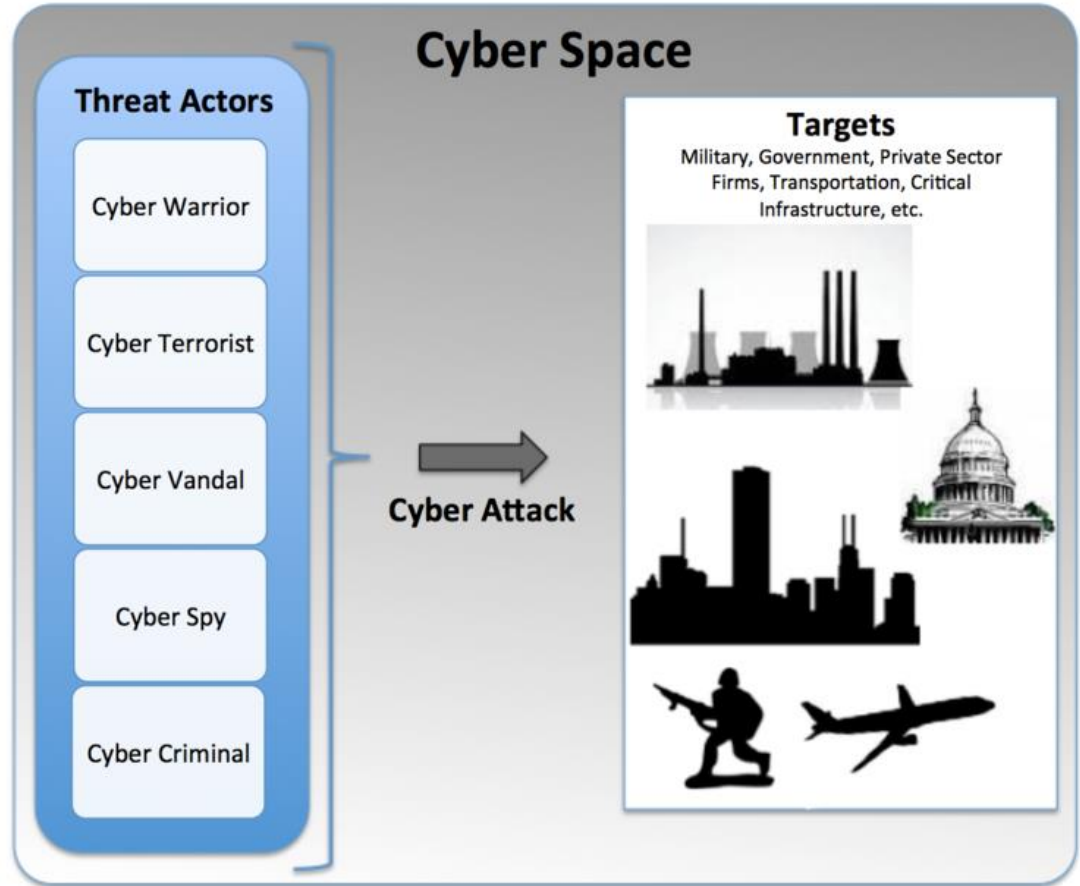 Cyber Space
Threat Actors
Cyber Warrior
Cyber Terrorist
Cyber Vandal
Cyber Spy
Cyber Criminal
Cyber Attack
Targets
Military, Government, Private Sector
Firms, Transportation, Critical
Infrastructure, etc.